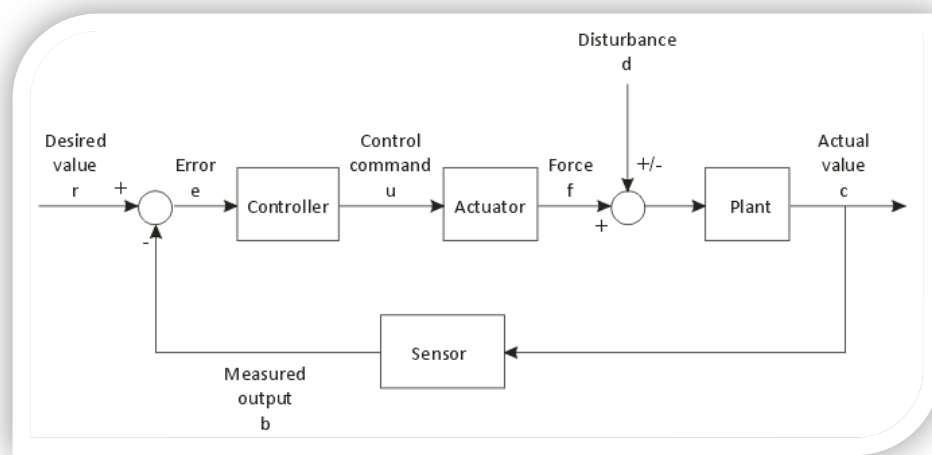 Disturbance
d
Desired
value
r
+
Error
e
Controller
Control
command
u
Actuator
Force
f
+
+/-
Plant
Actual
value
c
-
Sensor
Measured
output
b